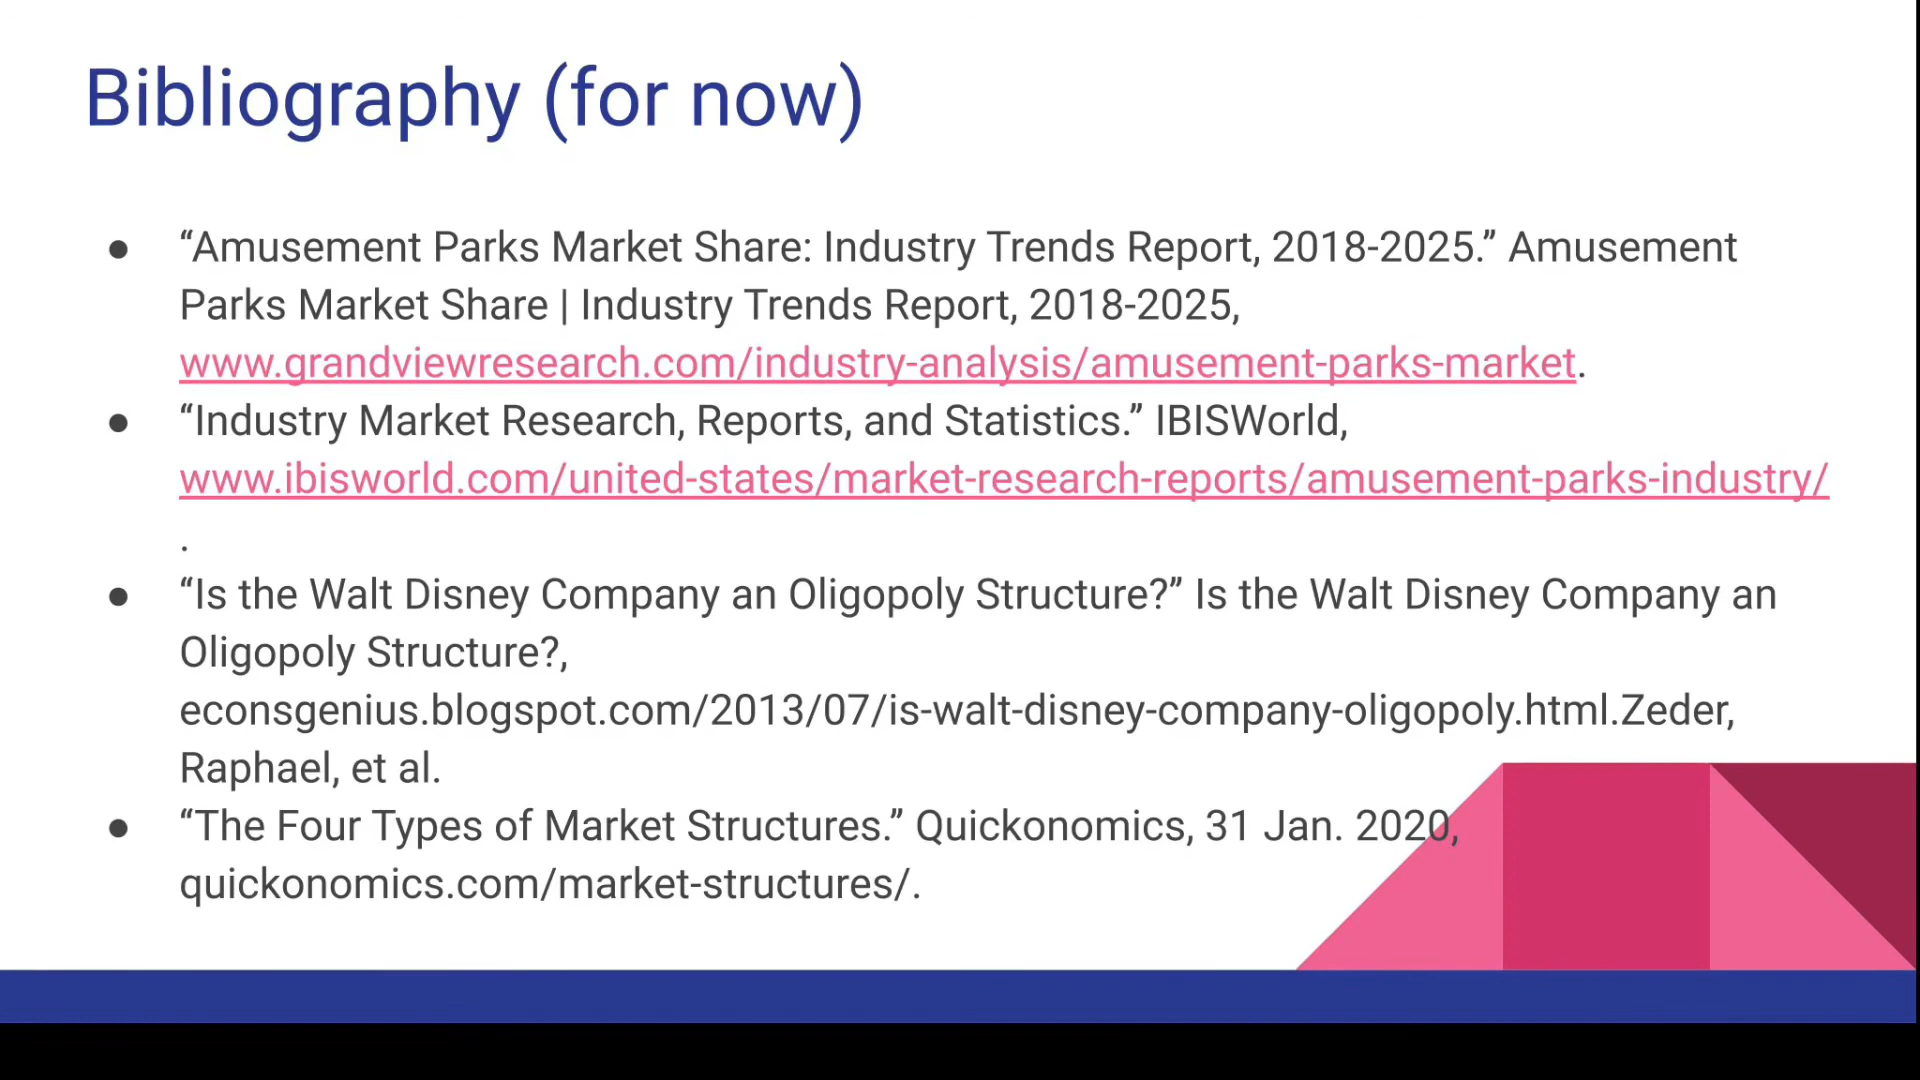 Bibliography (for now)
● “Amusement Parks Market Share: Industry Trends Report, 2018-2025.” Amusement
Parks Market Share | Industry Trends Report, 2018-2025,
www.grandviewresearch.com/industry-analysis/amusement-parks-market.
● “Industry Market Research, Reports, and Statistics.” IBISWorld,
www.ibisworld.com/united-states/market-research-reports/amusement-parks-industry/
.
● “Is the Walt Disney Company an Oligopoly Structure?” Is the Walt Disney Company an
Oligopoly Structure?,
econsgenius.blogspot.com/2013/07/is-walt-disney-company-oligopoly.html.Zeder,
Raphael, et al.
● “The Four Types of Market Structures.” Quickonomics, 31 Jan. 2020,
quickonomics.com/market-structures/.